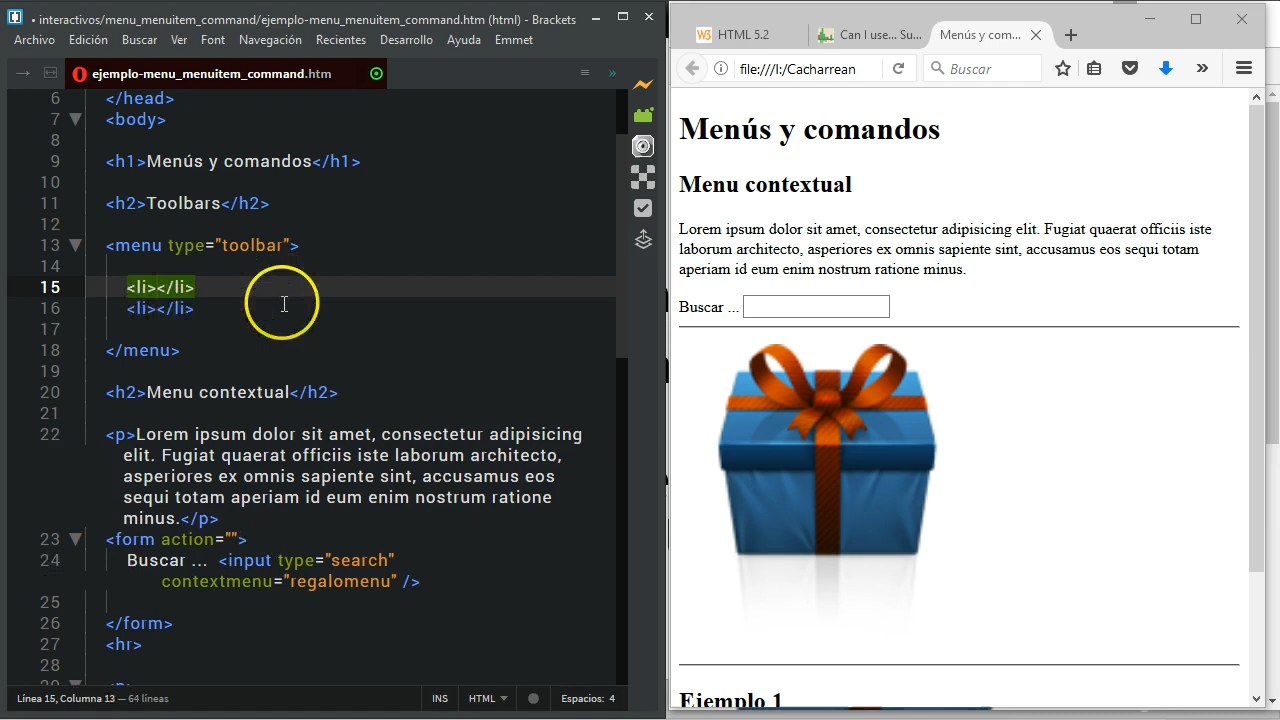 • interactivos/menu_menuitem_command/ejemplo-menu_menuitem_command.htm (html) - Brackets
Archivo Edición Buscar Ver Font Navegación Recientes Desarrollo Ayuda Emmet
ejemplo-menu_menuitem_command.htm
6 </head>
7 <body>
8
9 <h1>Menús y comandos</h1>
10
11 <h2>Toolbars</h2>
12
13 <menu type="toolbar">
14
15 <li></li>
16 <li></li>
17
18 </menu>
19
20 <h2>Menu contextual</h2>
21
22 <p>Lorem ipsum dolor sit amet, consectetur adipisicing
elit. Fugiat quaerat officiis iste laborum architecto,
asperiores ex omnis sapiente sint, accusamus eos
sequi totam aperiam id eum enim nostrum ratione
minus.</p>
23 <form action="">
24 Buscar ... <input type="search"
contextmenu="regalomenu" />
25
26 </form>
27 <hr>
28
Línea 15, Columna 13 — 64 líneas INS HTML Espacios: 4
W3 HTML 5.2 Can I use... Su... Menús y com...
file:///I:/Cacharrean Buscar
Menús y comandos
Menu contextual
Lorem ipsum dolor sit amet, consectetur adipisicing elit. Fugiat quaerat officiis iste
laborum architecto, asperiores ex omnis sapiente sint, accusamus eos sequi totam
aperiam id eum enim nostrum ratione minus.
Buscar ...
Ejemplo 1